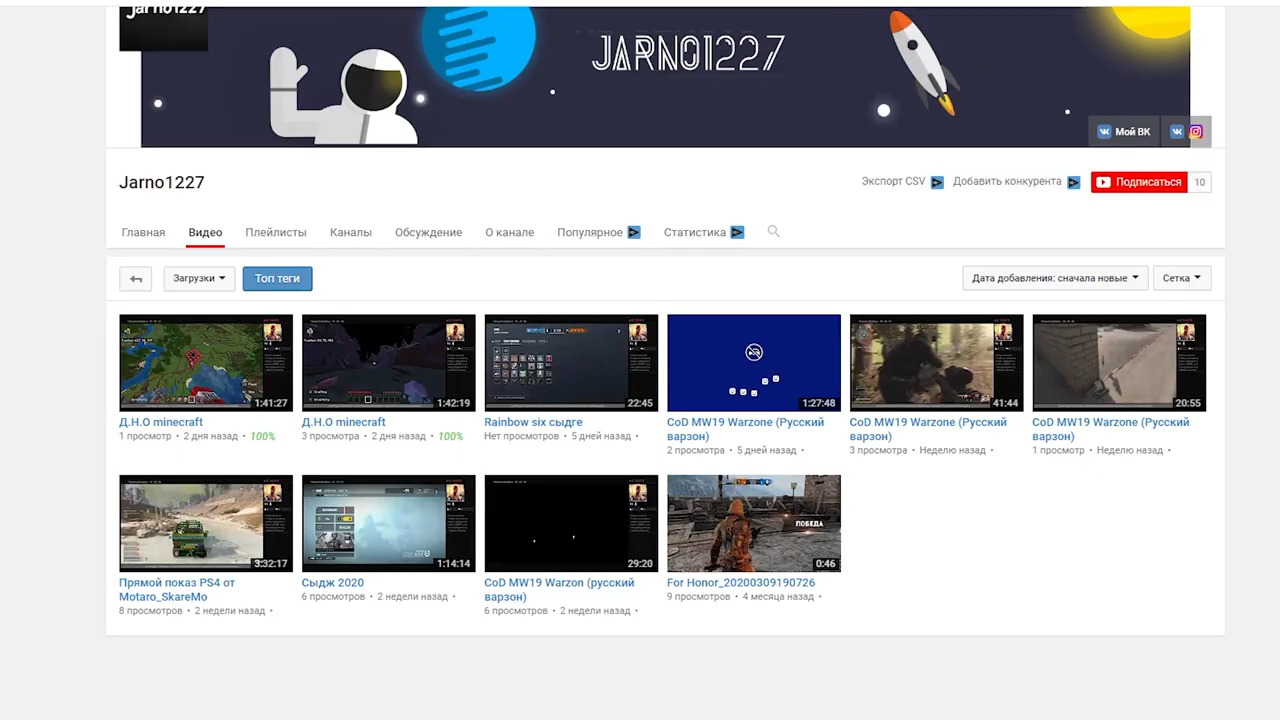 Jarno1227
JARNO1227
Мой ВК
Jarno1227
Экспорт CSV
Добавить конкурента
Подписаться
10
Главная
Видео
Плейлисты
Каналы
Обсуждение
О канале
Популярное
Статистика
Загрузки
Топ теги
Дата добавления: сначала новые
Сетка
1:41:27
1:42:19
22:45
1:27:48
41:44
20:55
Д.Н.О minecraft
1 просмотр • 2 дня назад • 100%
Д.Н.О minecraft
3 просмотра • 2 дня назад • 100%
Rainbow six сыдге
Нет просмотров • 5 дней назад •
CoD MW19 Warzone (Русский
варзон)
2 просмотра • 5 дней назад •
CoD MW19 Warzone (Русский
варзон)
3 просмотра • Неделю назад •
CoD MW19 Warzone (Русский
варзон)
1 просмотр • Неделю назад •
3:32:17
1:14:14
29:20
ПОБЕДА
0:46
Прямой показ PS4 от
Motaro_SkareMo
8 просмотров • 2 недели назад •
Сыдж 2020
6 просмотров • 2 недели назад •
CoD MW19 Warzon (русский
варзон)
6 просмотров • 2 недели назад •
For Honor_20200309190726
9 просмотров • 4 месяца назад •